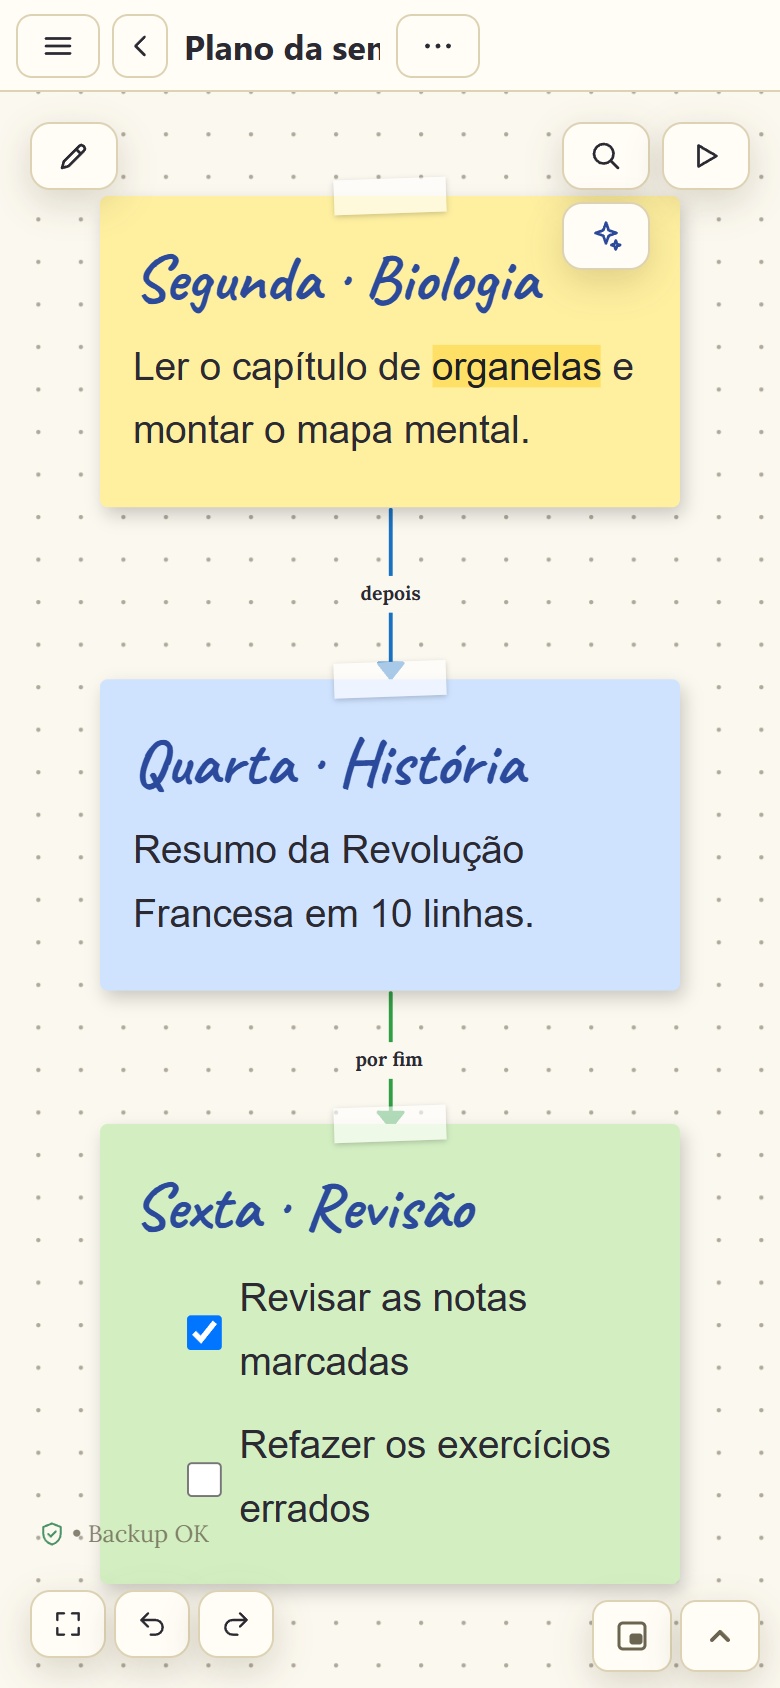 Plano da sen
Segunda · Biologia
Ler o capítulo de organelas e
montar o mapa mental.
depois
Quarta · História
Resumo da Revolução
Francesa em 10 linhas.
por fim
Sexta · Revisão
Revisar as notas
marcadas
Refazer os exercícios
errados
• Backup OK